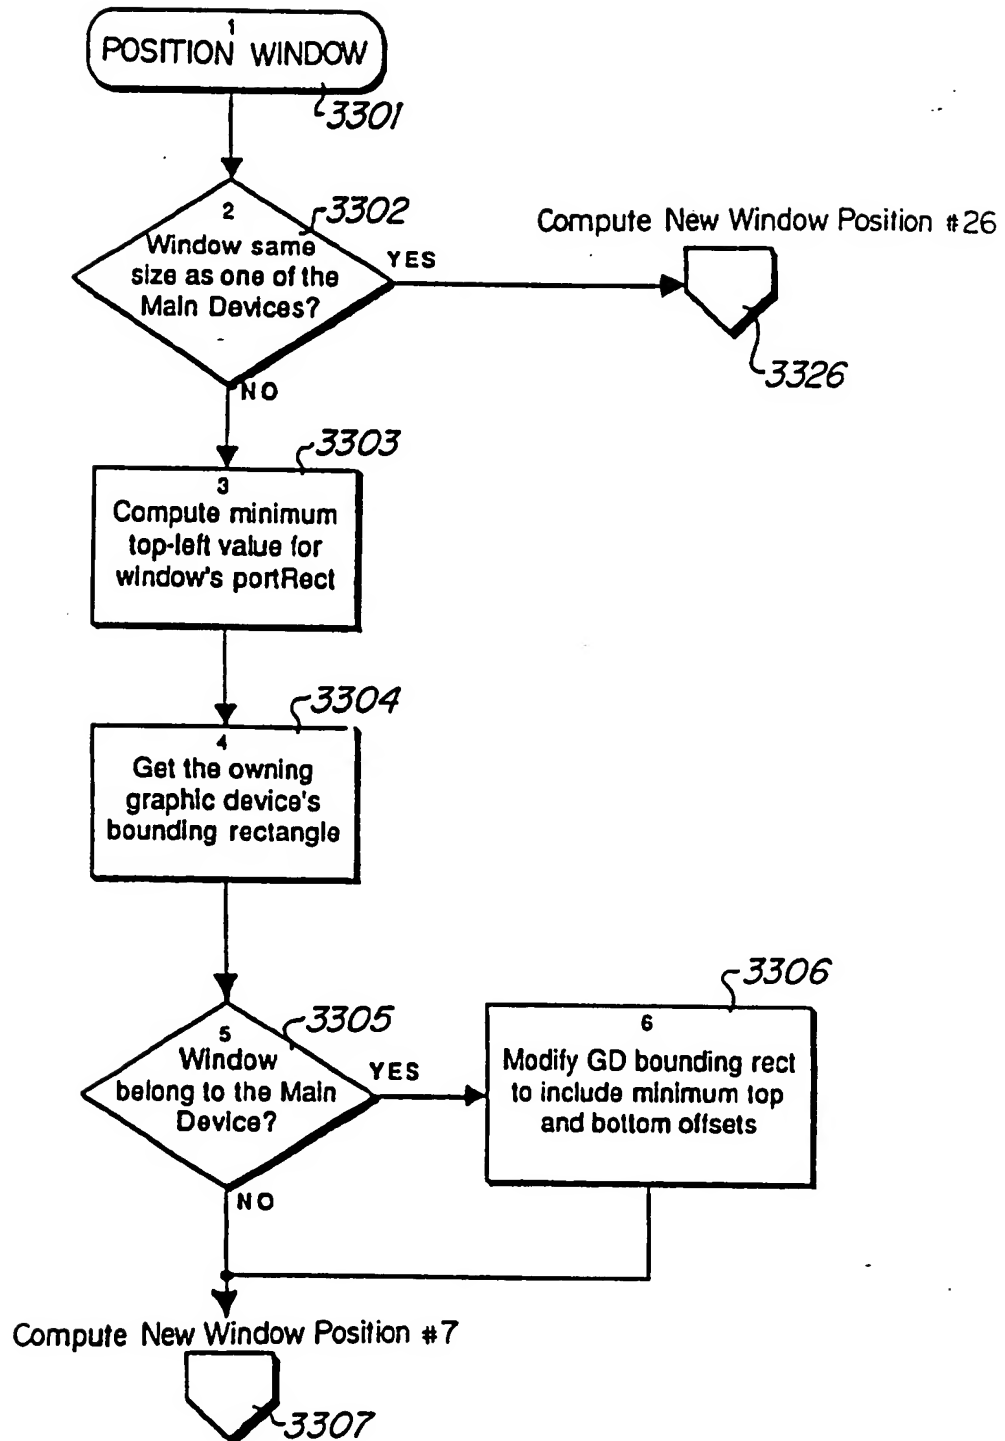 1
POSITION WINDOW
3301
2
3302
Window same
size as one of the
Main Devices?
YES
Compute New Window Position #26
3326
NO
3303
3
Compute minimum
top-left value for
window's portRect
3304
4
Get the owning
graphic device's
bounding rectangle
3305
5
Window
belong to the Main
Device?
YES
3306
6
Modify GD bounding rect
to include minimum top
and bottom offsets
NO
Compute New Window Position #7
3307